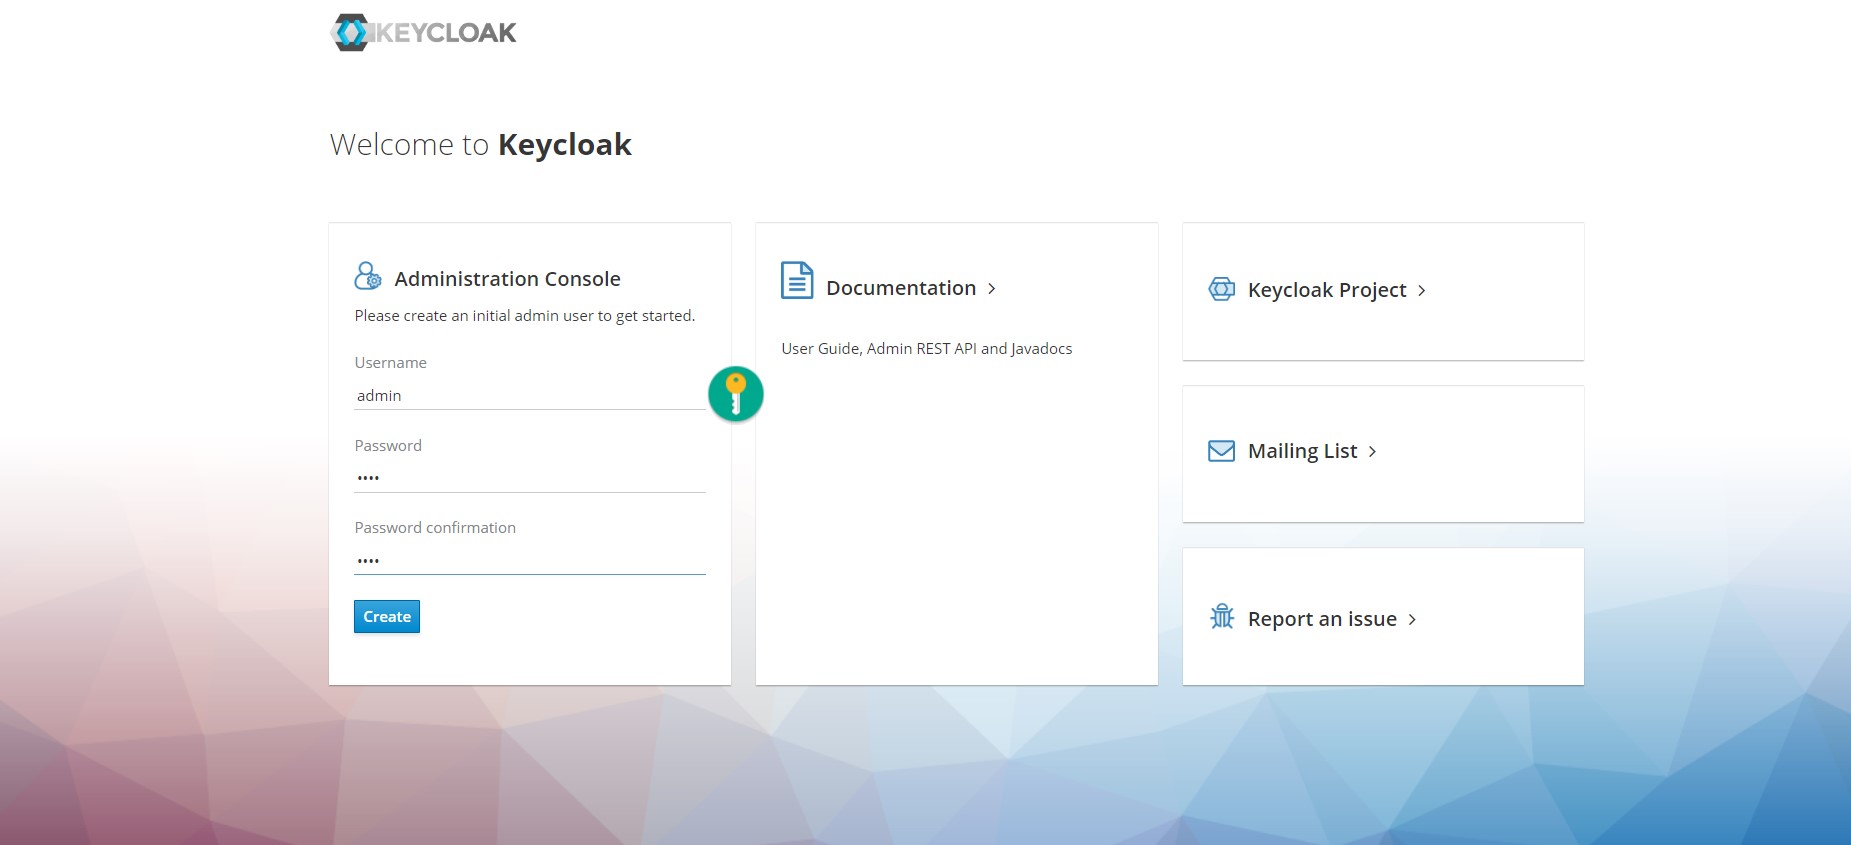 KEYCLOAK
Welcome to Keycloak
Administration Console
Please create an initial admin user to get started.
Username
admin
Password
••••
Password confirmation
••••
Create
Documentation >
User Guide, Admin REST API and Javadocs
Keycloak Project >
Mailing List >
Report an issue >